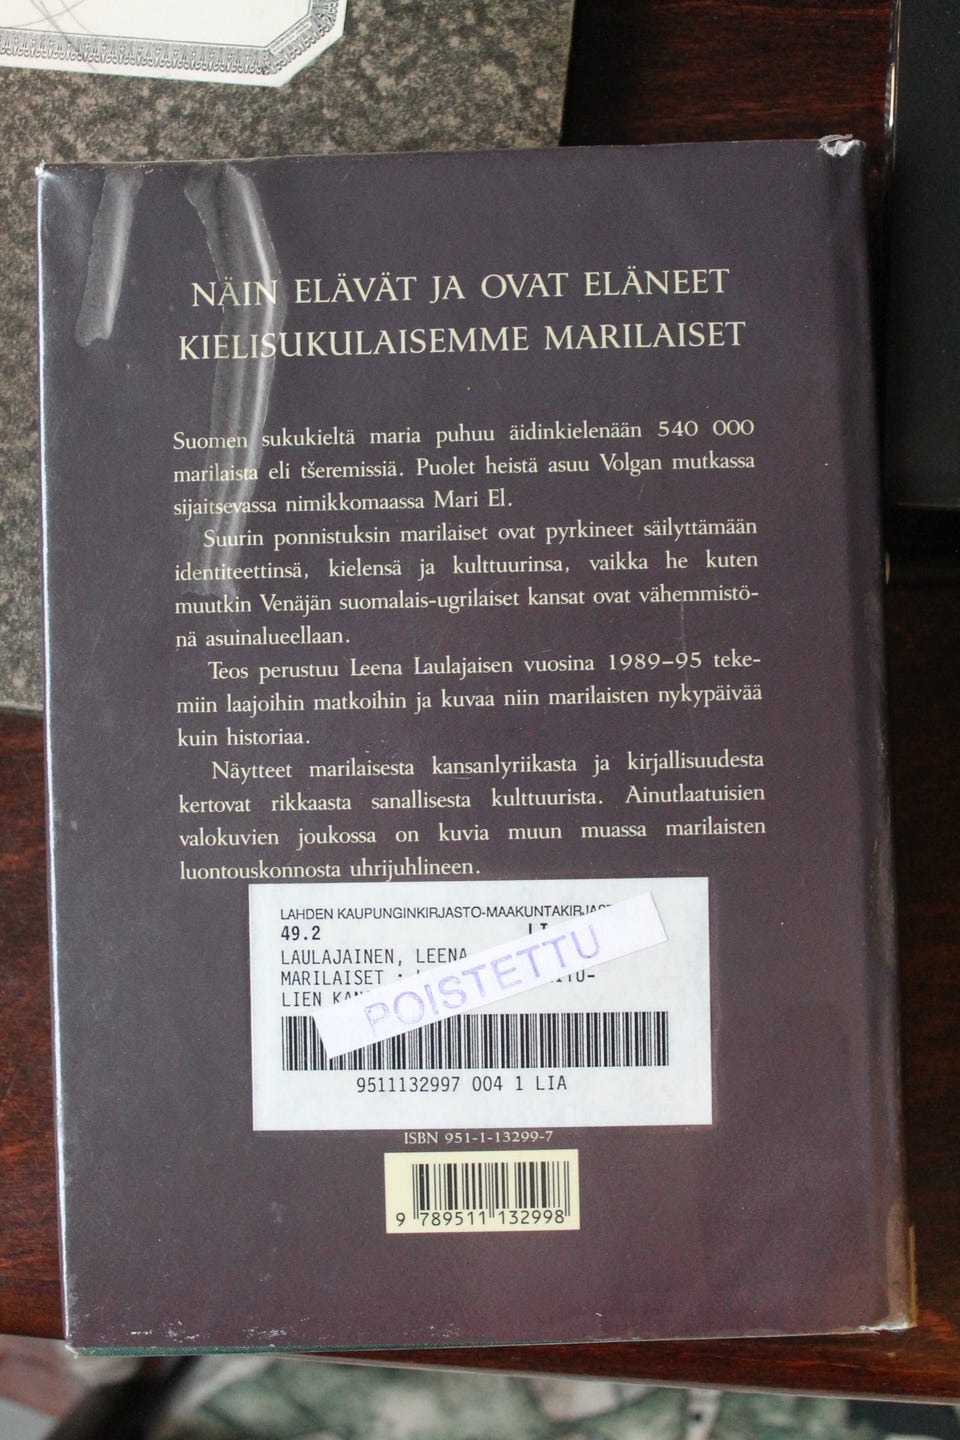 NÄIN ELÄVÄT JA OVAT ELÄNEET
KIELISUKULAISEMME MARILAISET
Suomen sukukieltä maria puhuu äidinkielenään 540 000
marilaista eli tšeremissiä. Puolet heistä asuu Volgan mutkassa
sijaitsevassa nimikkomaassa Mari El.
Suurin ponnistuksin marilaiset ovat pyrkineet säilyttämään
identiteettinsä, kielensä ja kulttuurinsa, vaikka he kuten
muutkin Venäjän suomalais-ugrilaiset kansat ovat vähemmistö-
nä asuinalueellaan.
Teos perustuu Leena Laulajaisen vuosina 1989–95 teke-
miin laajoihin matkoihin ja kuvaa niin marilaisten nykypäivää
kuin historiaa.
Näytteet marilaisesta kansanlyriikasta ja kirjallisuudesta
kertovat rikkaasta sanallisesta kulttuurista. Ainutlaatuisien
valokuvien joukossa on kuvia muun muassa marilaisten
luontouskonnosta uhrijuhlineen.
LAHDEN KAUPUNGINKIRJASTO-MAAKUNTAKIRJAST
49.2
LAULAJAINEN, LEENA
MARILAISET :
LIEN
POISTETTU
9511132997 004 1 LIA
ISBN 951-1-13299-7
9 789511 132998